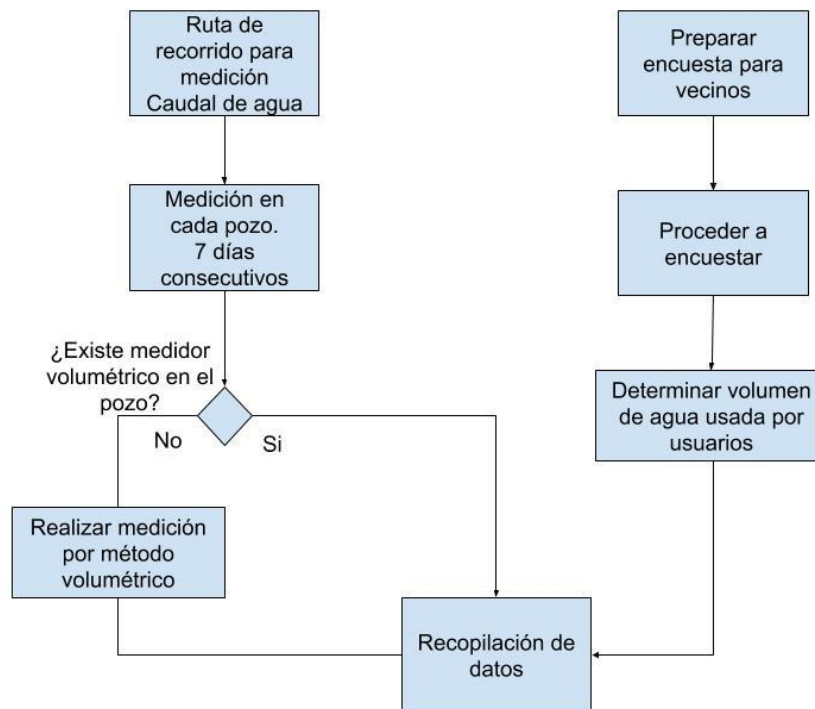 Ruta de
recorrido para
medición
Caudal de agua
Preparar
encuesta para
vecinos
Medición en
cada pozo.
7 días
consecutivos
Proceder a
encuestar
¿Existe medidor
volumétrico en el
pozo?
No
Si
Determinar volumen
de agua usada por
usuarios
Realizar medición
por método
volumétrico
Recopilación de
datos